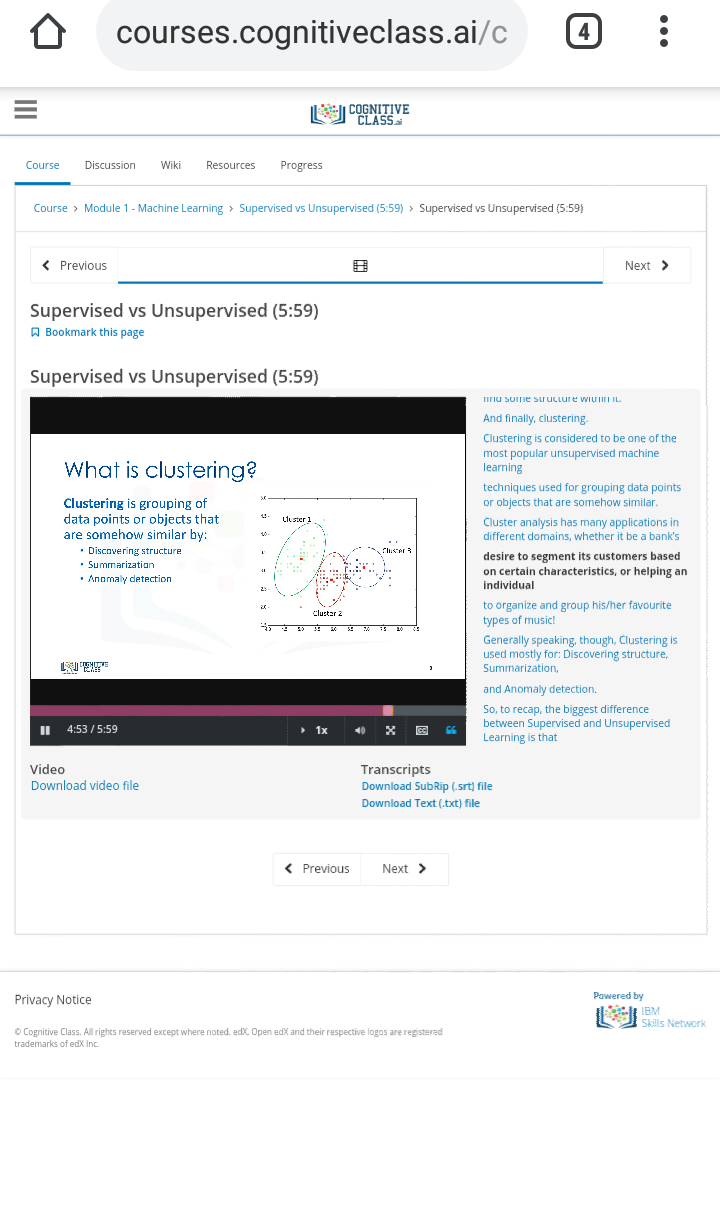 courses.cognitiveclass.ai/c
4
COGNITIVE
CLASS.ai
Course Discussion Wiki Resources Progress
Course > Module 1 - Machine Learning > Supervised vs Unsupervised (5:59) > Supervised vs Unsupervised (5:59)
Previous Next
Supervised vs Unsupervised (5:59)
Bookmark this page
Supervised vs Unsupervised (5:59)
What is clustering?
Clustering is grouping of
data points or objects that
are somehow similar by:
• Discovering structure
• Summarization
• Anomaly detection
Cluster 1
Cluster 3
Cluster 2
COGNITIVE
CLASS
3
4:53 / 5:59 1x
find some structure within it.
And finally, clustering.
Clustering is considered to be one of the
most popular unsupervised machine
learning
techniques used for grouping data points
or objects that are somehow similar.
Cluster analysis has many applications in
different domains, whether it be a bank's
desire to segment its customers based
on certain characteristics, or helping an
individual
to organize and group his/her favourite
types of music!
Generally speaking, though, Clustering is
used mostly for: Discovering structure,
Summarization,
and Anomaly detection.
So, to recap, the biggest difference
between Supervised and Unsupervised
Learning is that
Video
Download video file
Transcripts
Download SubRip (.srt) file
Download Text (.txt) file
Previous Next
Privacy Notice
© Cognitive Class. All rights reserved except where noted. edX, Open edX and their respective logos are registered
trademarks of edX Inc.
Powered by
IBM
Skills Network